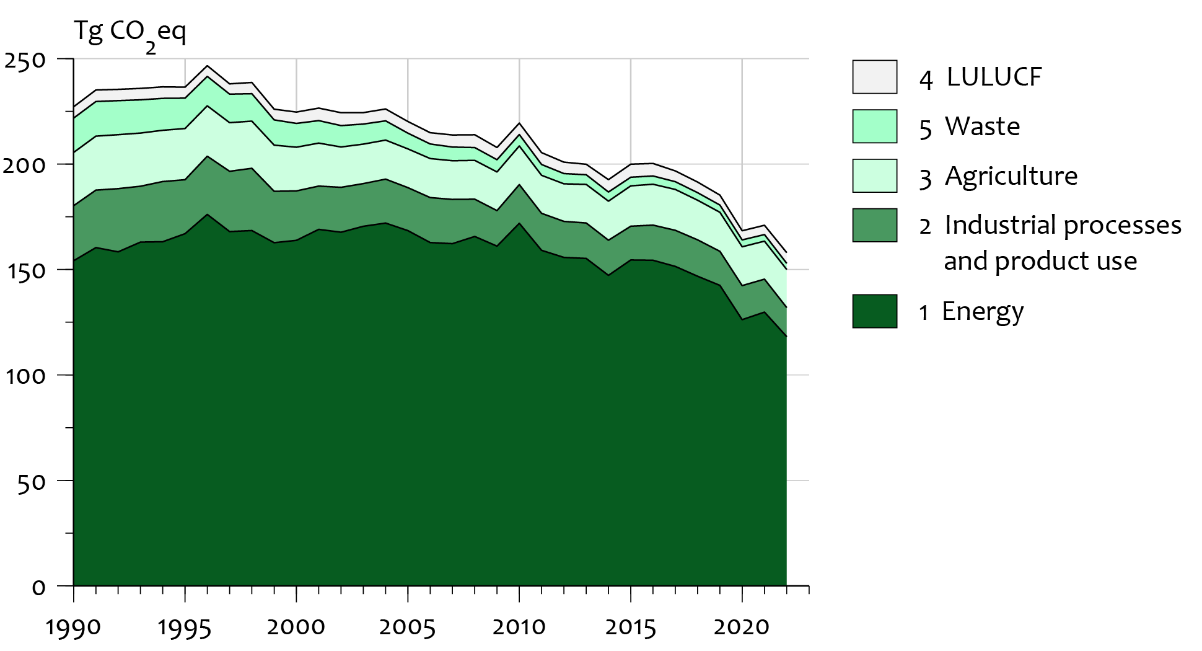 Tg CO2eq
250
200
150
100
50
0
1990 1995 2000 2005 2010 2015 2020
4 LULUCF
5 Waste
3 Agriculture
2 Industrial processes
and product use
1 Energy